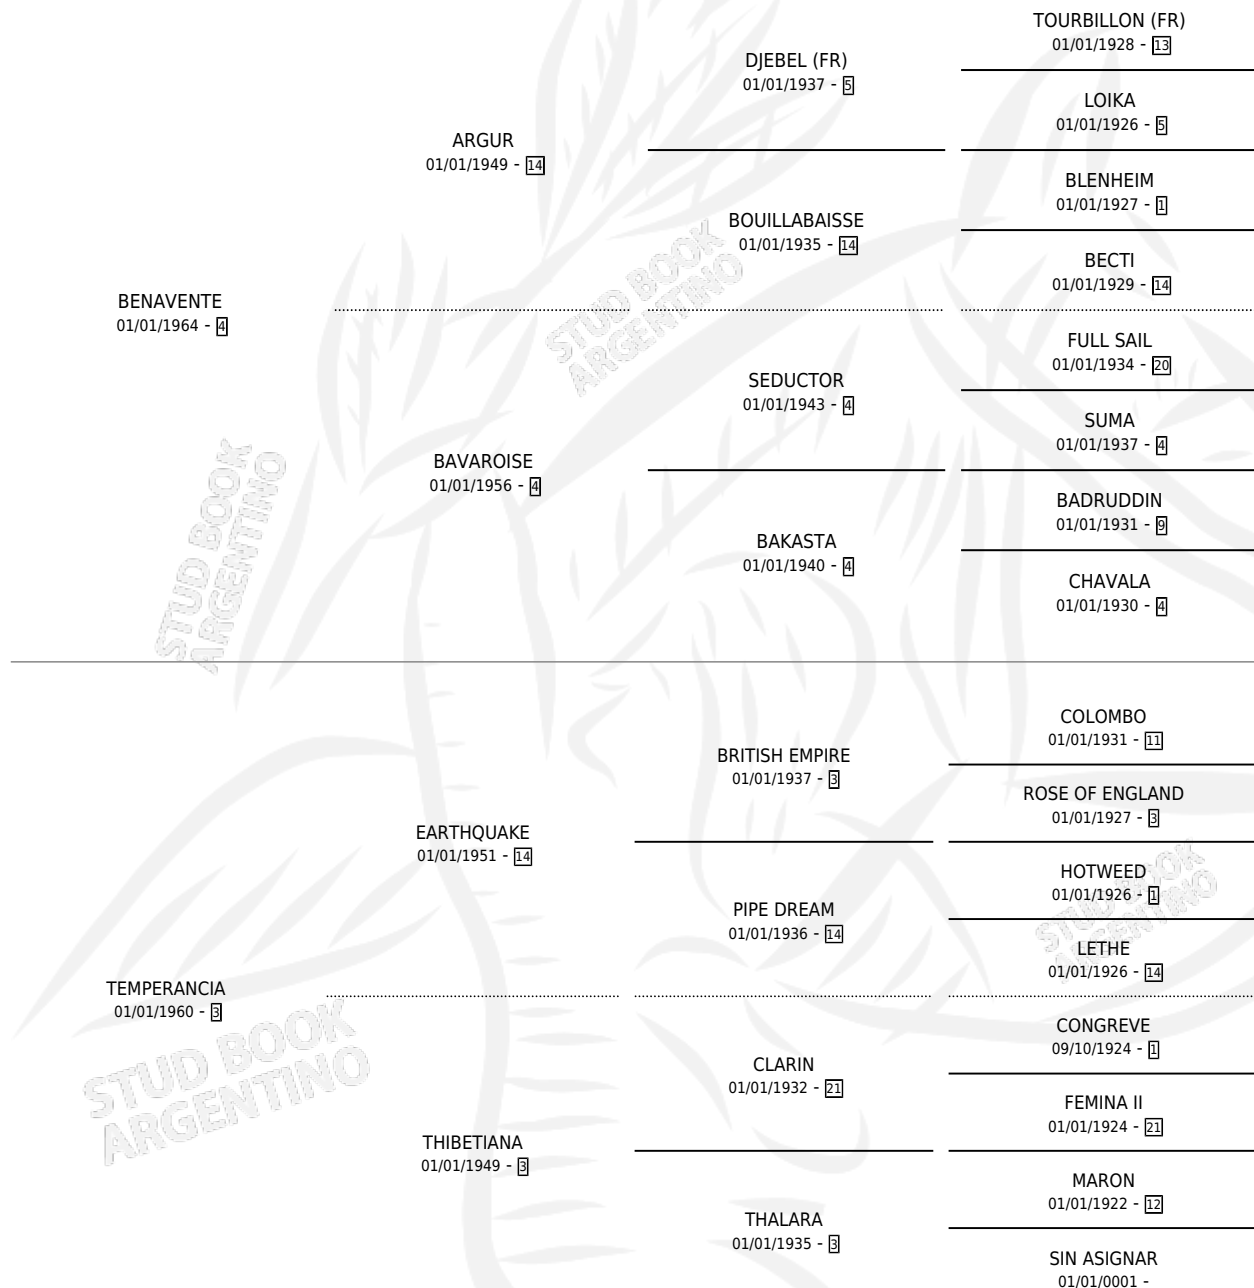 TOURBILLON (FR)
01/01/1928 - 13
DJEBEL (FR)
01/01/1937 - 5
LOIKA
01/01/1926 - 5
ARGUR
01/01/1949 - 14
BLENHEIM
01/01/1927 - 1
BOUILLABAISSE
01/01/1935 - 14
BECTI
01/01/1929 - 14
BENAVENTE
01/01/1964 - 4
FULL SAIL
01/01/1934 - 20
SEDUCTOR
01/01/1943 - 4
SUMA
01/01/1937 - 4
BAVAROISE
01/01/1956 - 4
BADRUDDIN
01/01/1931 - 9
BAKASTA
01/01/1940 - 4
CHAVALA
01/01/1930 - 4
COLOMBO
01/01/1931 - 11
BRITISH EMPIRE
01/01/1937 - 3
ROSE OF ENGLAND
01/01/1927 - 3
EARTHQUAKE
01/01/1951 - 14
HOTWEED
01/01/1926 - 1
PIPE DREAM
01/01/1936 - 14
LETHE
01/01/1926 - 14
TEMPERANCIA
01/01/1960 - 3
CONGREVE
09/10/1924 - 1
CLARIN
01/01/1932 - 21
FEMINA II
01/01/1924 - 21
THIBETIANA
01/01/1949 - 3
MARON
01/01/1922 - 12
THALARA
01/01/1935 - 3
SIN ASIGNAR
01/01/0001 -
STUD BOOK
ARGENTINO
STUD BOOK
ARGENTINO
STUD BOOK
ARGENTINO
STUD BOOK
ARGENTINO